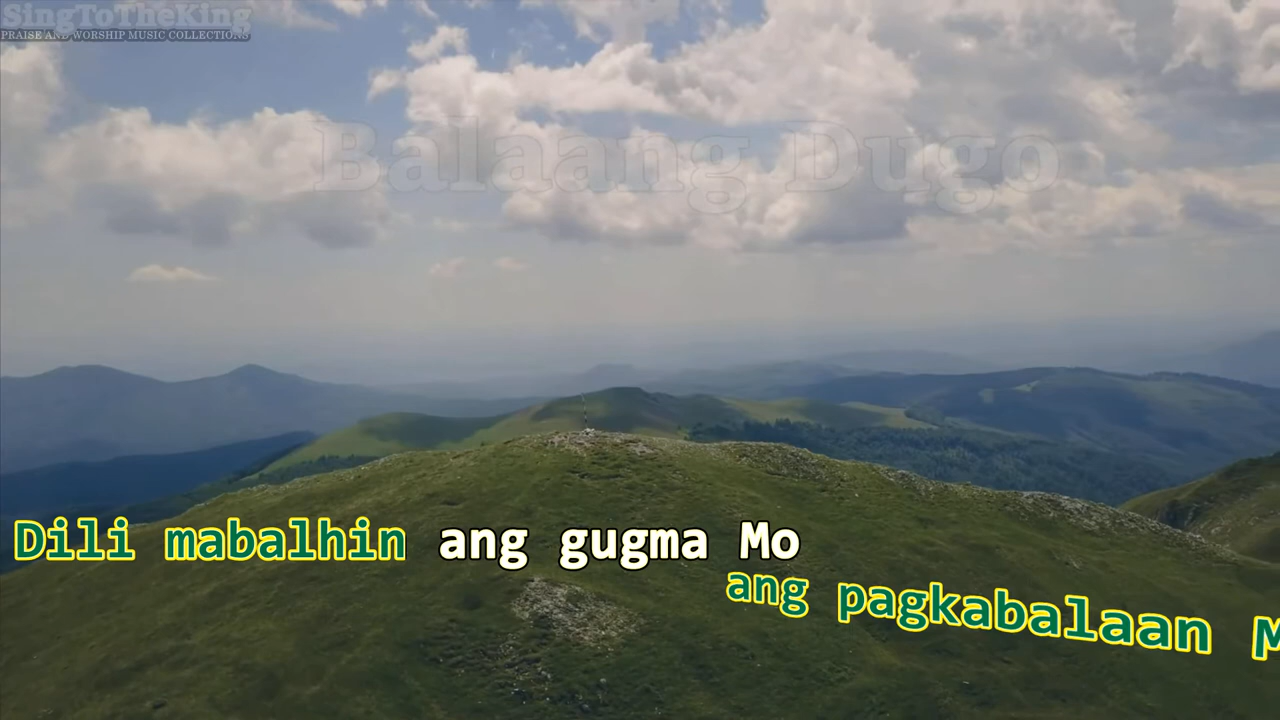 SingToTheKing
PRAISE AND WORSHIP MUSIC COLLECTIONS
Balaang Dugo
Dili mabalhin ang gugma Mo
ang pagkabalaan M